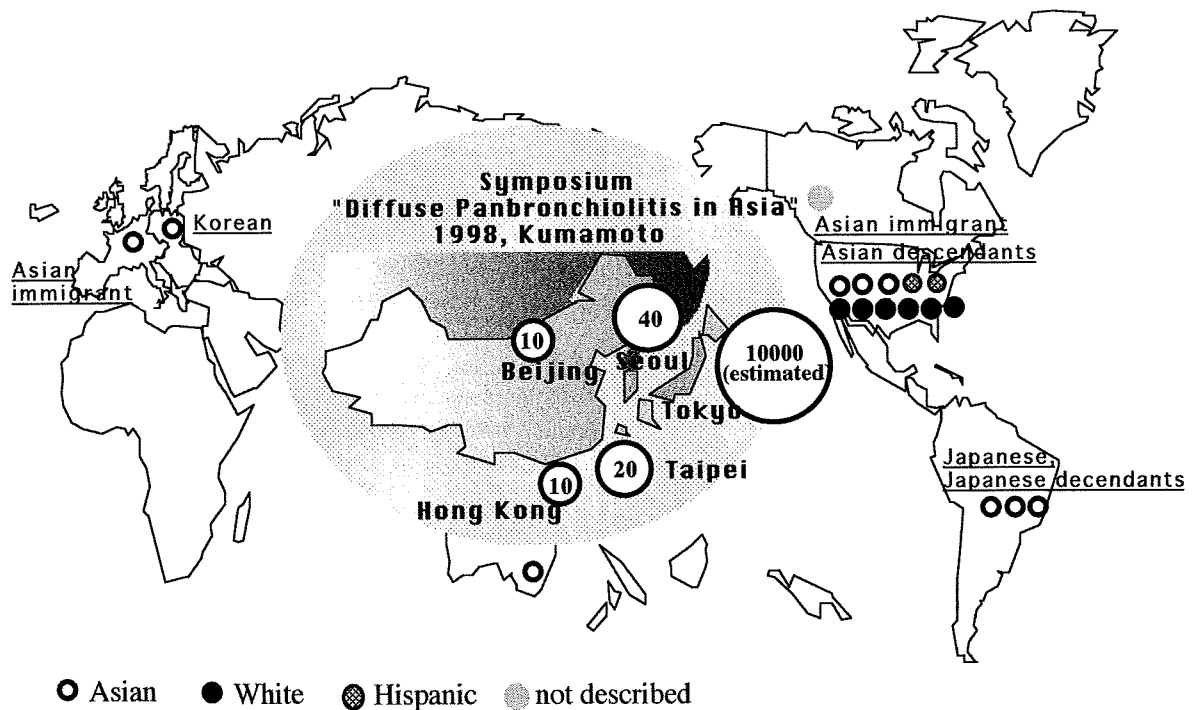 Symposium
"Diffuse Panbronchiolitis in Asia"
1998, Kumamoto
Korean
Asian
immigrant
Asian immigrant
Asian descendants
10
Beijing
40
Seoul
10000
(estimated)
Tokyo
20
Taipei
10
Hong Kong
Japanese,
Japanese decendants
Asian
White
Hispanic
not described